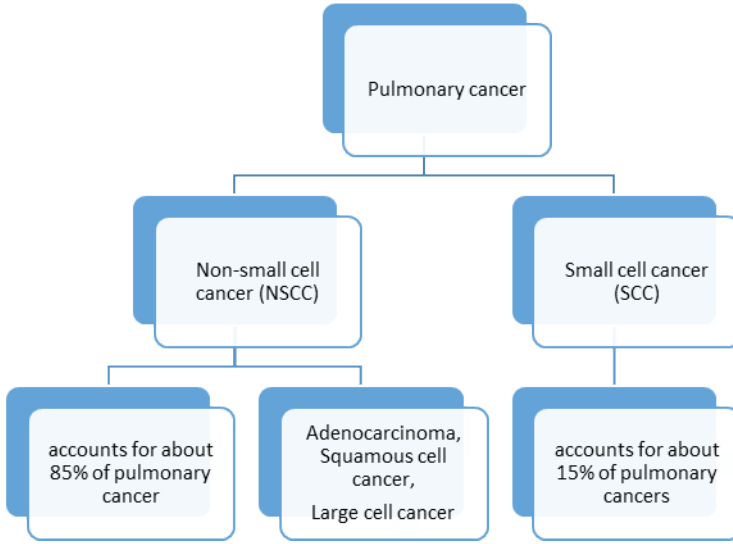 Pulmonary cancer
Non-small cell
cancer (NSCC)
Small cell cancer
(SCC)
accounts for about
85% of pulmonary
cancer
Adenocarcinoma,
Squamous cell
cancer,
Large cell cancer
accounts for about
15% of pulmonary
cancers